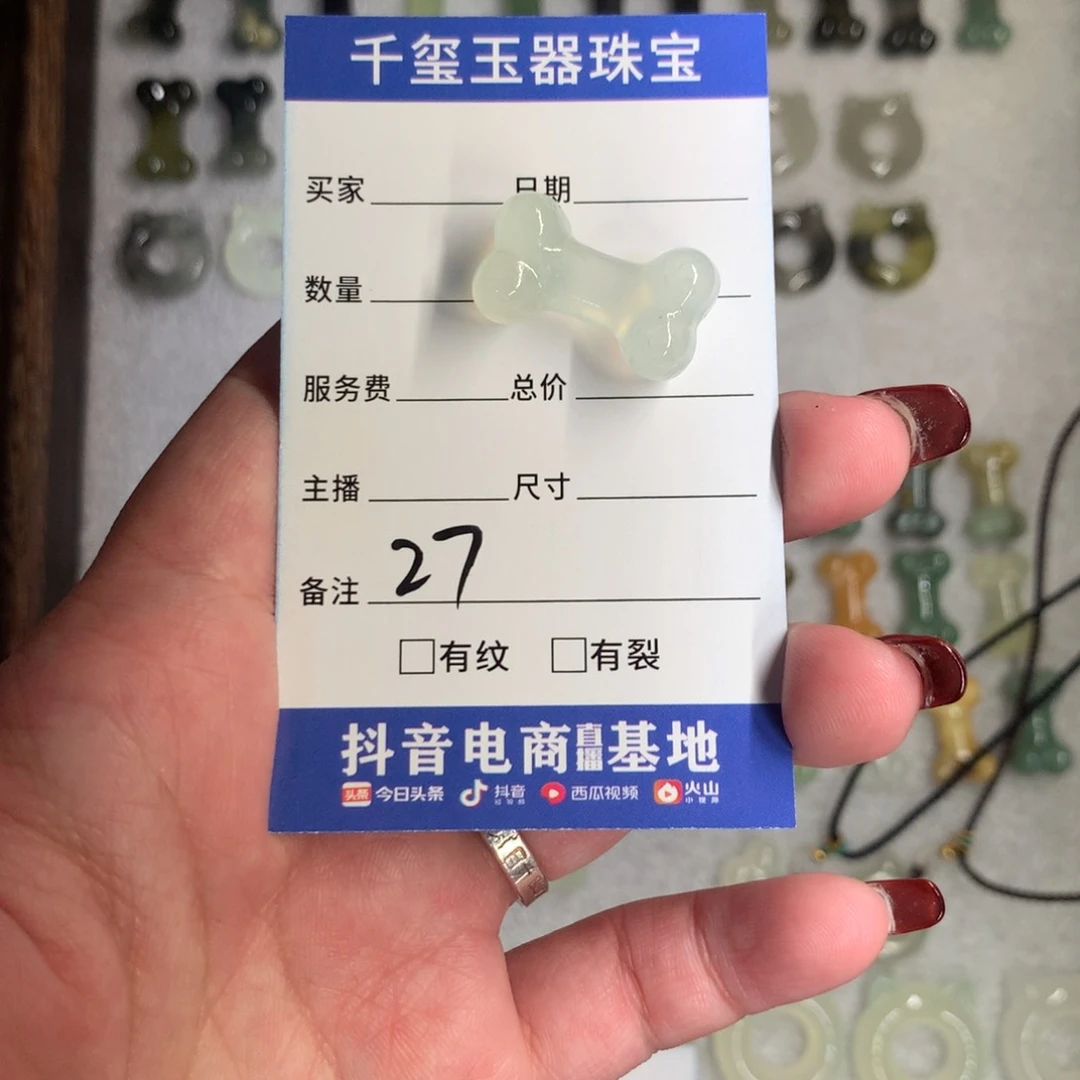 千玺玉器珠宝
买家 日期
数量
服务费 总价
主播 尺寸
备注 27
□有纹 □有裂
抖音电商直播基地
头条 今日头条 抖音 西瓜视频 火山